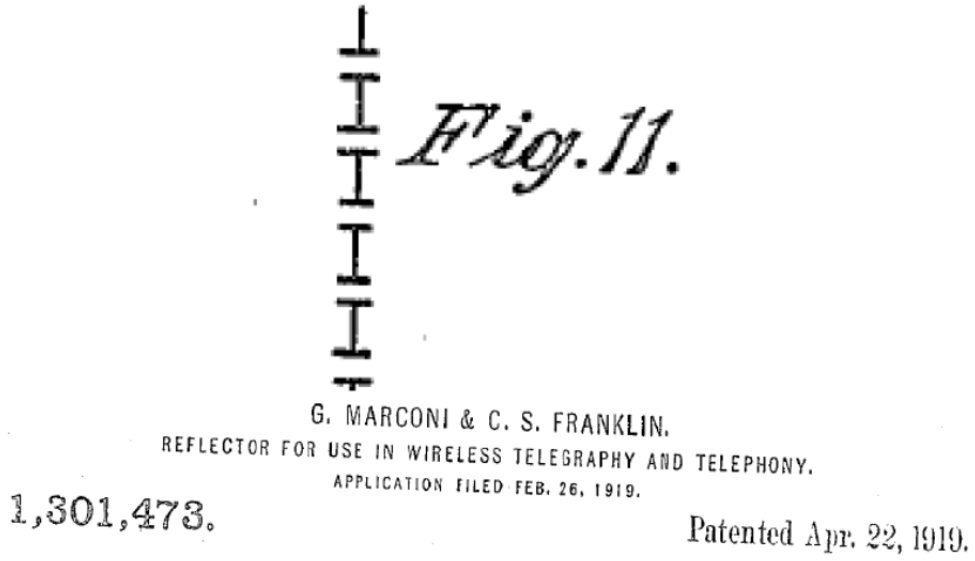 Fig. 11.
G. MARCONI & C. S. FRANKLIN.
REFLECTOR FOR USE IN WIRELESS TELEGRAPHY AND TELEPHONY.
APPLICATION FILED FEB. 26, 1919.
1,301,473.
Patented Apr. 22, 1919.